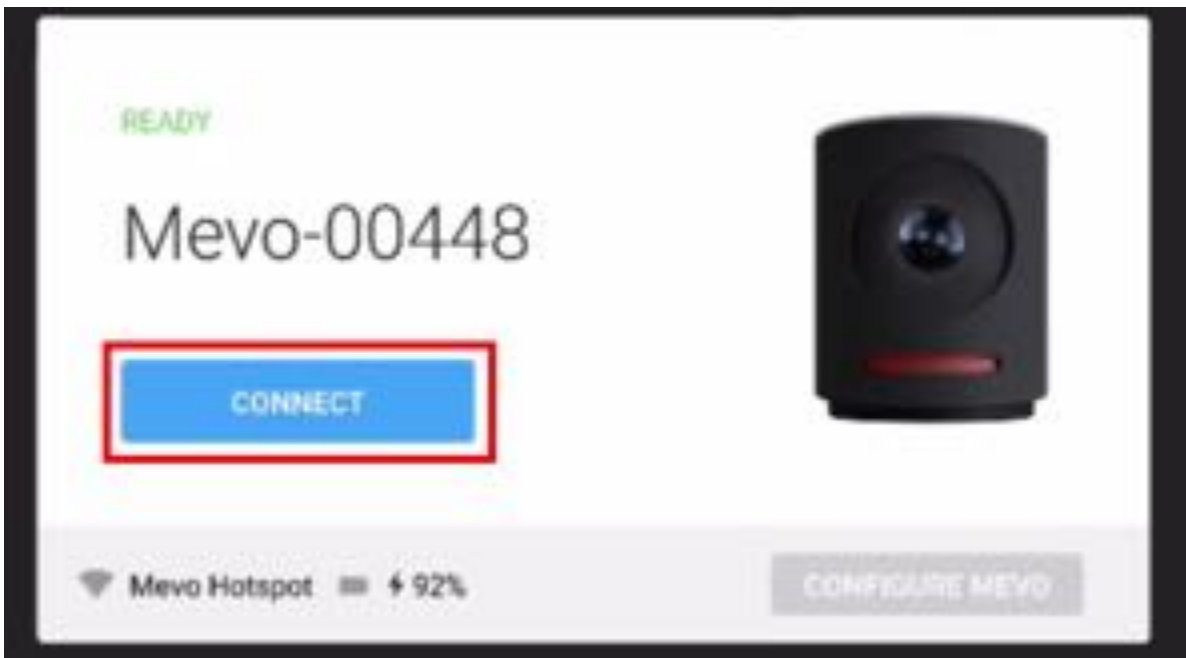 READY
Mevo-00448
CONNECT
Mevo Hotspot 92%
CONFIGURE MEVO